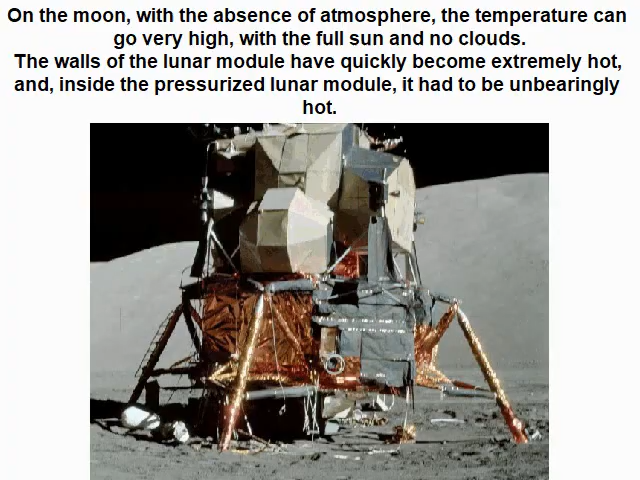 On the moon, with the absence of atmosphere, the temperature can
go very high, with the full sun and no clouds.
The walls of the lunar module have quickly become extremely hot,
and, inside the pressurized lunar module, it had to be unbearingly
hot.